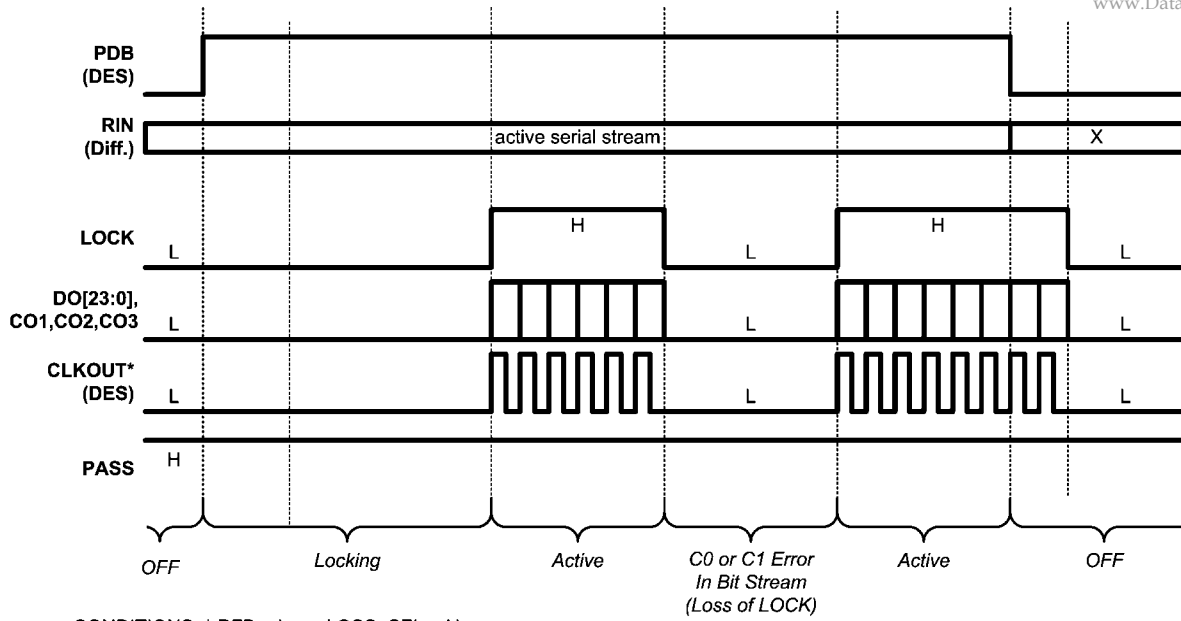 www.Data
PDB
(DES)
RIN
(Diff.)
active serial stream
X
LOCK
L
H
L
H
L
DO[23:0],
CO1,CO2,CO3
L
L
L
CLKOUT*
(DES)
L
L
L
PASS
H
OFF
Locking
Active
C0 or C1 Error
In Bit Stream
(Loss of LOCK)
Active
OFF